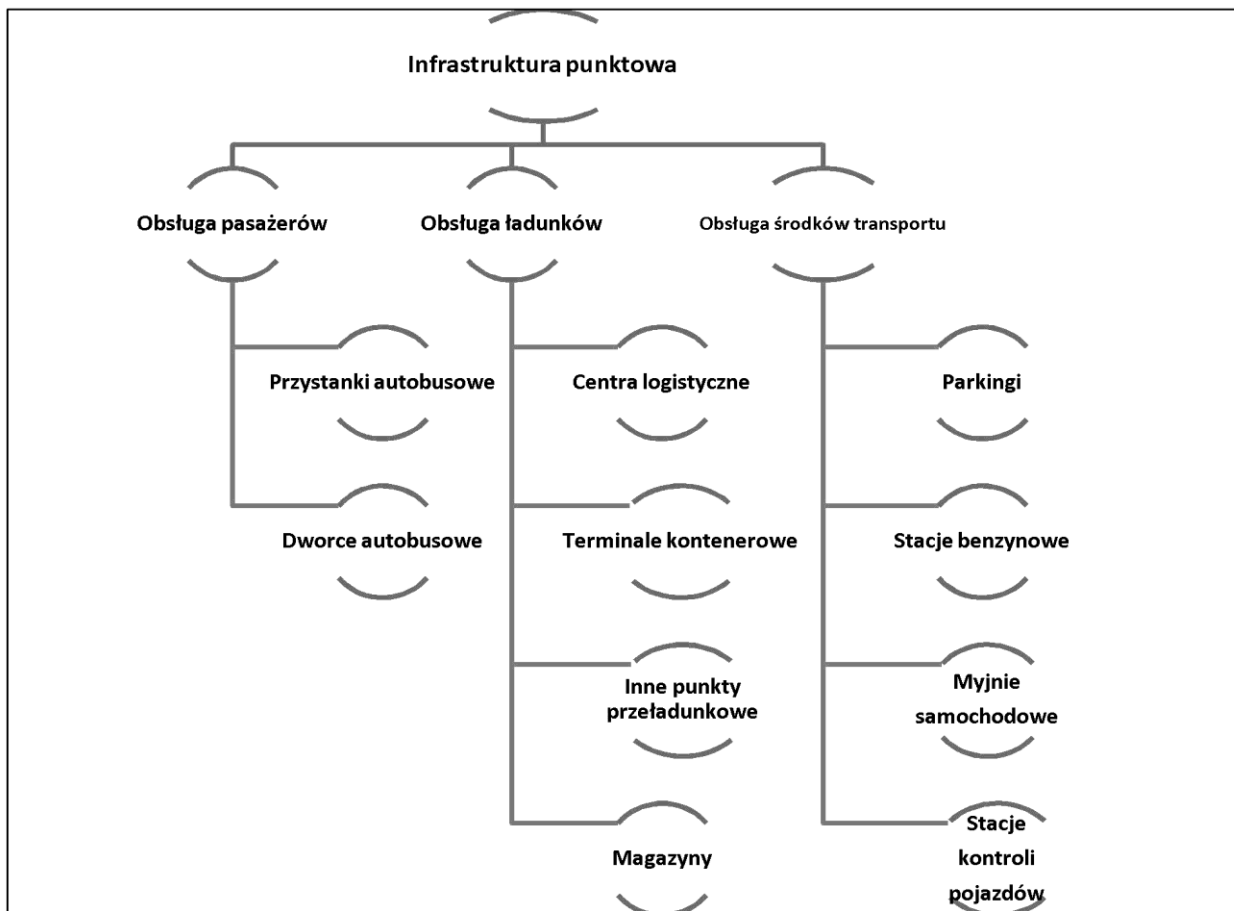 Infrastruktura punktowa
Obsługa pasażerów
Obsługa ładunków
Obsługa środków transportu
Przystanki autobusowe
Centra logistyczne
Parkingi
Dworce autobusowe
Terminale kontenerowe
Stacje benzynowe
Inne punkty
przeładunkowe
Myjnie
samochodowe
Magazyny
Stacje
kontroli
pojazdów